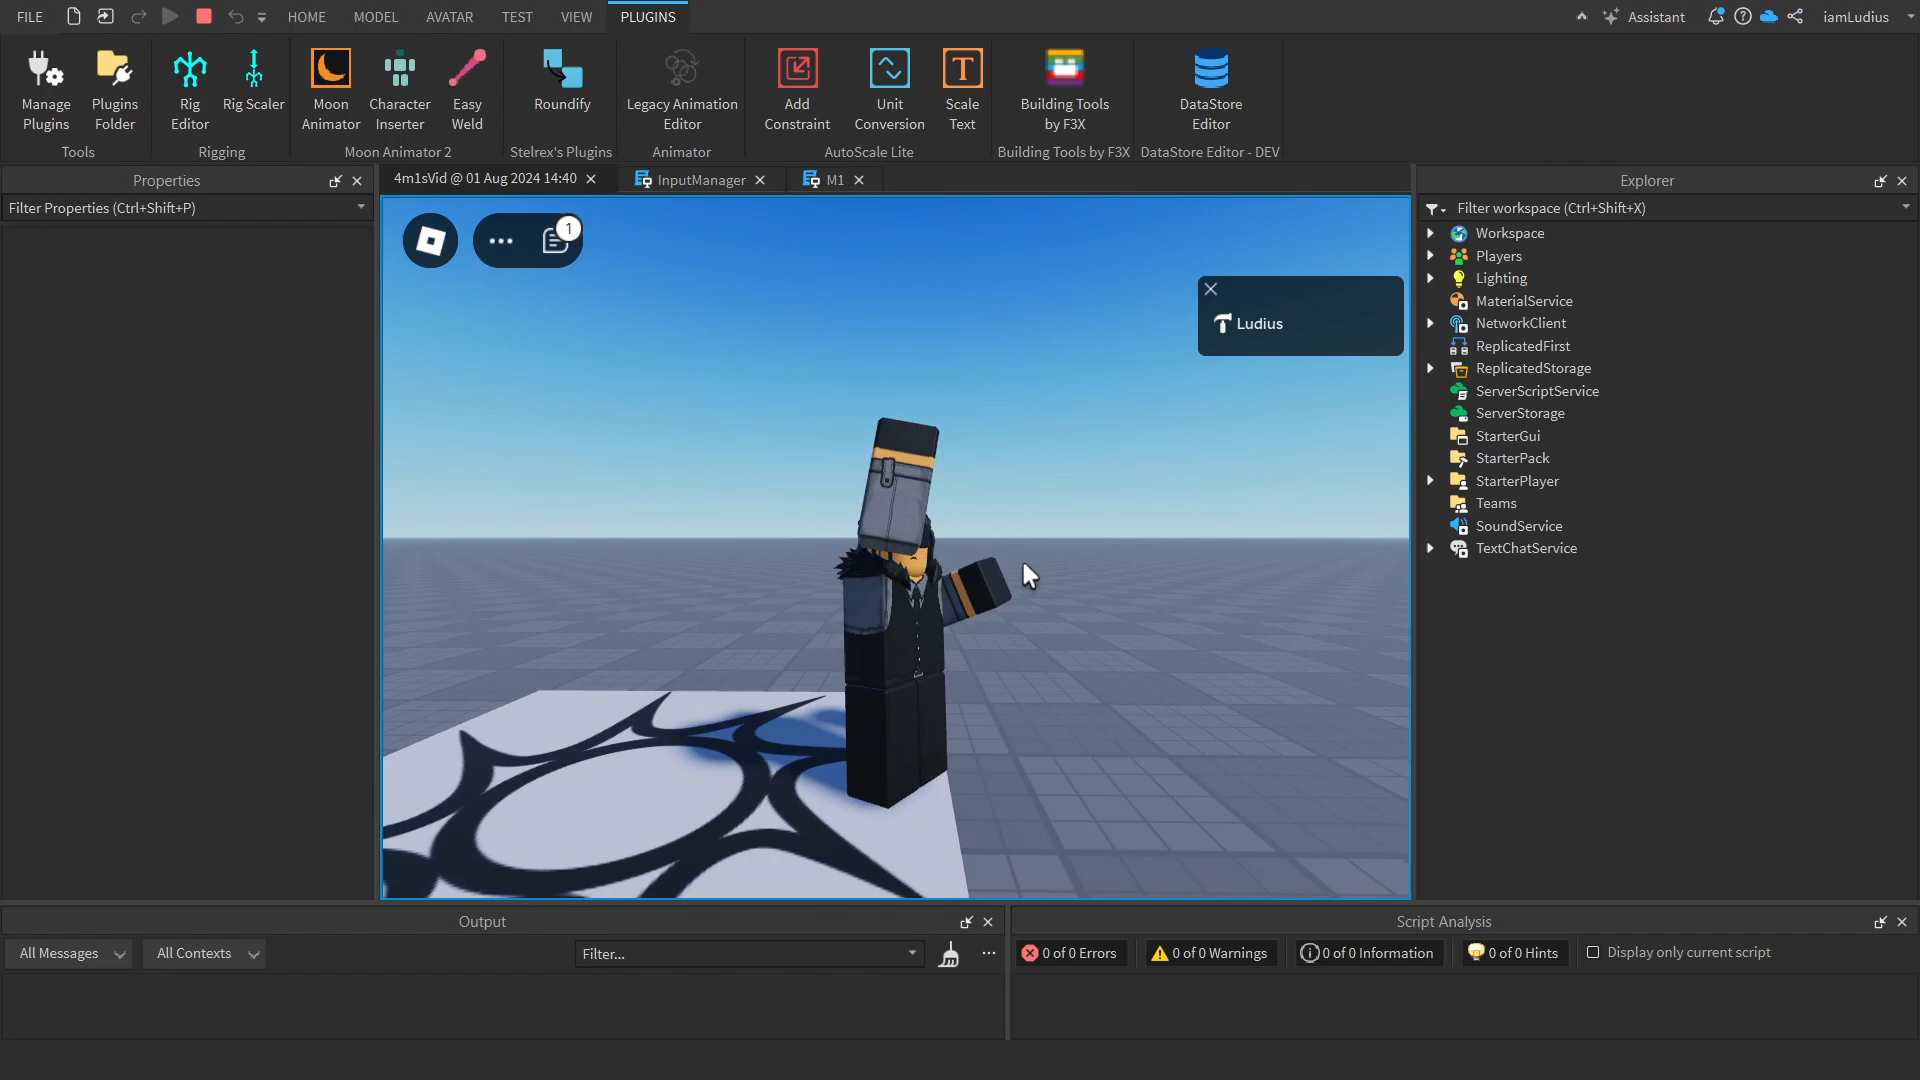 FILE
HOME
MODEL
AVATAR
TEST
VIEW
PLUGINS
Assistant
iamLudius
Manage
Plugins
Plugins
Folder
Rig
Editor
Rig Scaler
Moon
Animator
Character
Inserter
Easy
Weld
Roundify
Legacy Animation
Editor
Add
Constraint
Unit
Conversion
Scale
Text
Building Tools
by F3X
DataStore
Editor
Tools
Rigging
Moon Animator 2
Stelrex's Plugins
Animator
AutoScale Lite
Building Tools by F3X
DataStore Editor - DEV
Properties
4m1sVid @ 01 Aug 2024 14:40
InputManager
M1
Explorer
Filter Properties (Ctrl+Shift+P)
Filter workspace (Ctrl+Shift+X)
1
Ludius
Workspace
Players
Lighting
MaterialService
NetworkClient
ReplicatedFirst
ReplicatedStorage
ServerScriptService
ServerStorage
StarterGui
StarterPack
StarterPlayer
Teams
SoundService
TextChatService
Output
Script Analysis
All Messages
All Contexts
Filter...
0 of 0 Errors
0 of 0 Warnings
0 of 0 Information
0 of 0 Hints
Display only current script